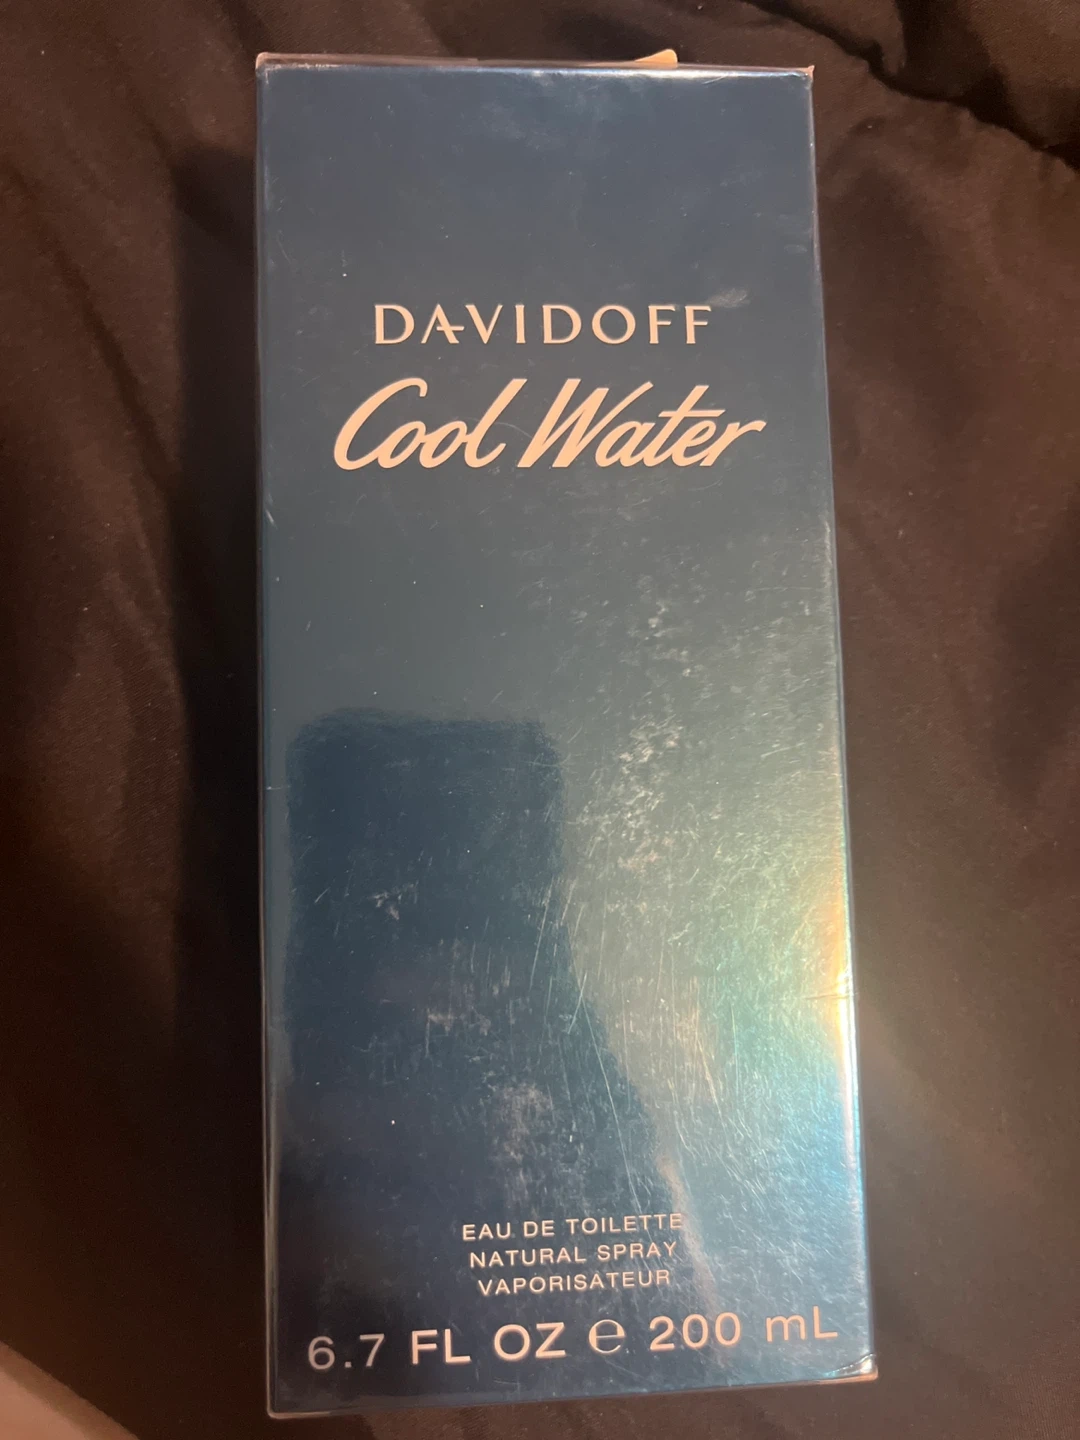 DAVIDOFF
Cool Water
EAU DE TOILETTE
NATURAL SPRAY
VAPORISATEUR
6.7 FL OZ ℮ 200 mL